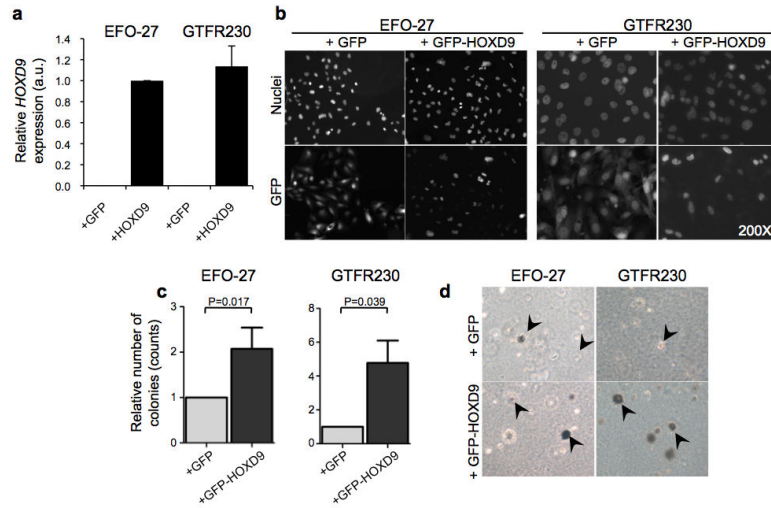 a
EFO-27 GTFR230
Relative HOXD9
expression (a.u.)
1.4
1.2
1.0
0.8
0.6
0.4
0.2
0.0
+GFP
+HOXD9
+GFP
+HOXD9
b
EFO-27 GTFR230
+ GFP + GFP-HOXD9 + GFP + GFP-HOXD9
Nuclei
GFP
200X
c
EFO-27 GTFR230
Relative number of
colonies (counts)
P=0.017
3
2
1
0
+GFP
+GFP-HOXD9
P=0.039
8
6
4
2
0
+GFP
+GFP-HOXD9
d
EFO-27 GTFR230
+ GFP
+ GFP-HOXD9